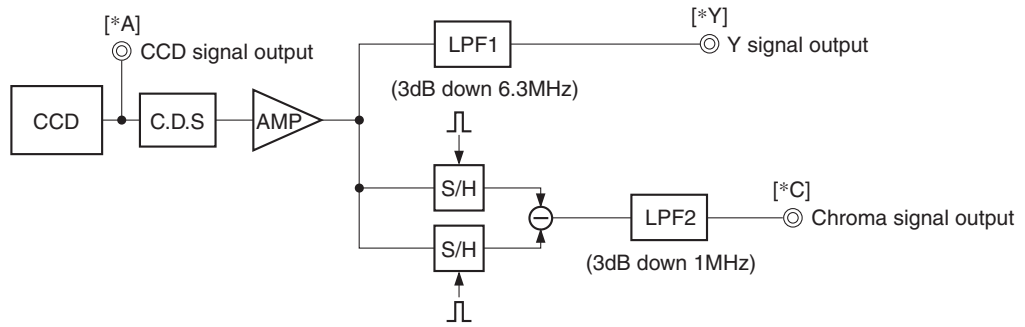 [*A]
CCD signal output
CCD
C.D.S
AMP
LPF1
(3dB down 6.3MHz)
[*Y]
Y signal output
S/H
S/H
−
LPF2
(3dB down 1MHz)
[*C]
Chroma signal output